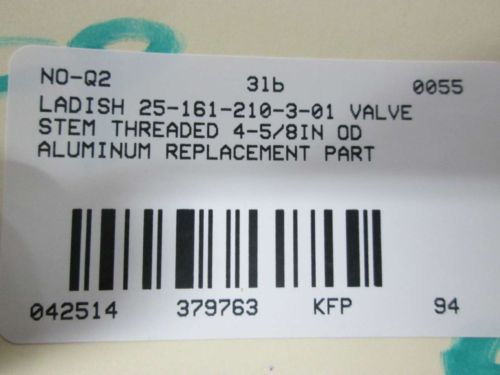 NO-Q2 3lb 0055
LADISH 25-161-210-3-01 VALVE
STEM THREADED 4-5/8IN OD
ALUMINUM REPLACEMENT PART
042514 379763 KFP 94